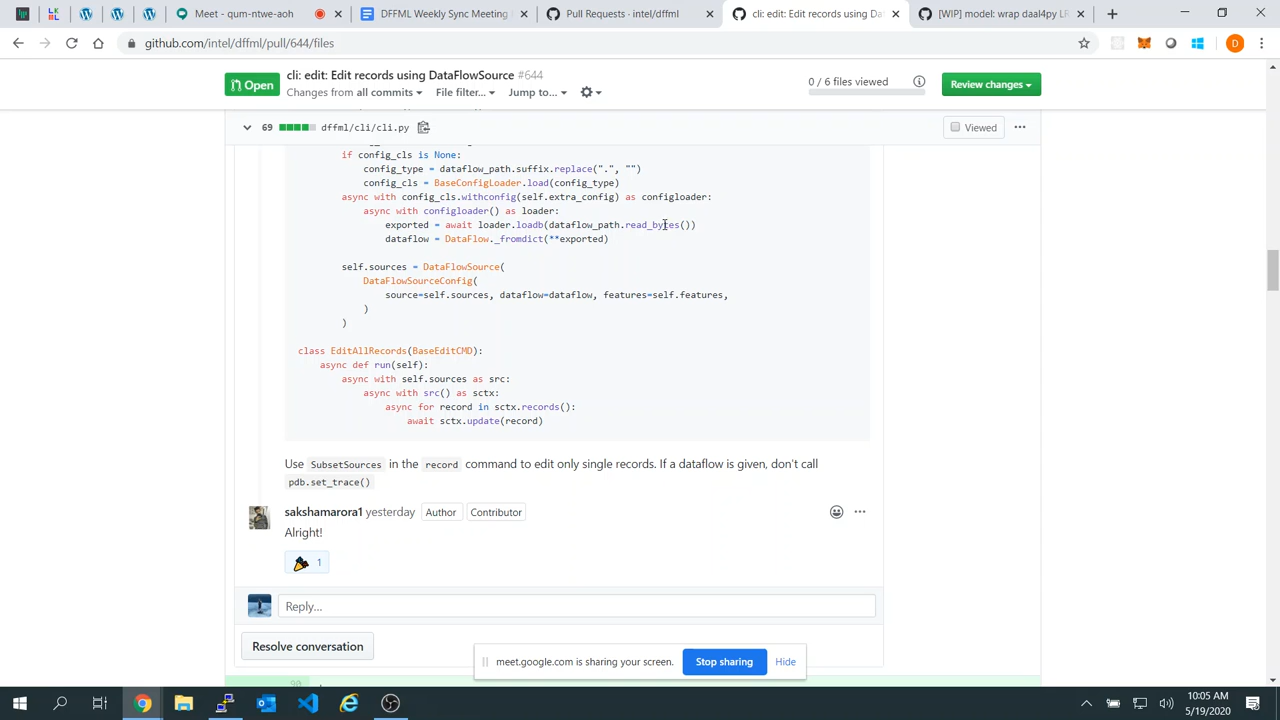 Meet - qum-ntwe-aoh
DFFML Weekly Sync Meeting
Pull Requests · intel/dffml
cli: edit: Edit records using Da
[WIP] model: wrap daal4py LR
github.com/intel/dffml/pull/644/files
D
Open
cli: edit: Edit records using DataFlowSource #644
Changes from all commits File filter... Jump to...
0 / 6 files viewed
Review changes
69 dffml/cli/cli.py
Viewed
if config_cls is None:
config_type = dataflow_path.suffix.replace(".", "")
config_cls = BaseConfigLoader.load(config_type)
async with config_cls.withconfig(self.extra_config) as configloader:
async with configloader() as loader:
exported = await loader.loadb(dataflow_path.read_bytes())
dataflow = DataFlow._fromdict(**exported)
self.sources = DataFlowSource(
DataFlowSourceConfig(
source=self.sources, dataflow=dataflow, features=self.features,
)
)
class EditAllRecords(BaseEditCMD):
async def run(self):
async with self.sources as src:
async with src() as sctx:
async for record in sctx.records():
await sctx.update(record)
Use SubsetSources in the record command to edit only single records. If a dataflow is given, don't call
pdb.set_trace()
sakshamarora1 yesterday Author Contributor
Alright!
1
Reply...
Resolve conversation
meet.google.com is sharing your screen. Stop sharing Hide
90
10:05 AM
5/19/2020